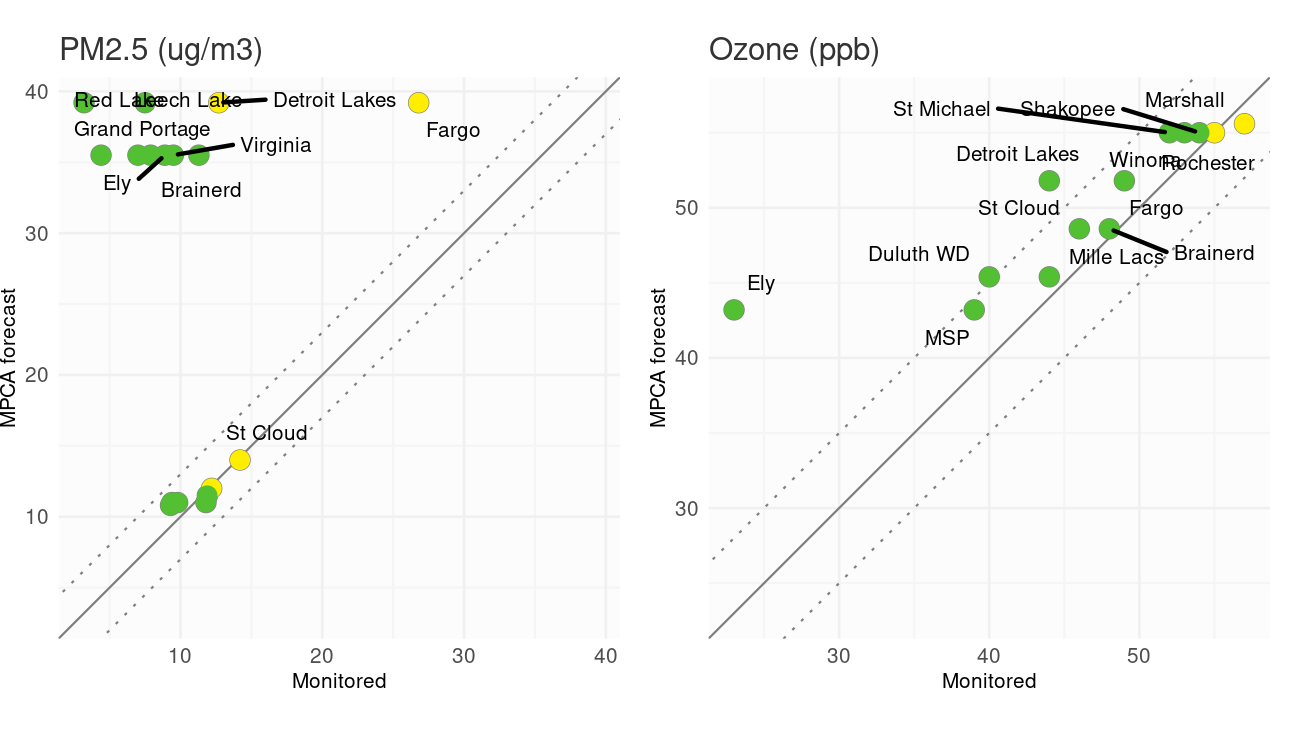 PM2.5 (ug/m3)
40
30
20
10
MPCA forecast
Red Lake
Leech Lake
Detroit Lakes
Fargo
Grand Portage
Virginia
Ely
Brainerd
St Cloud
10
20
30
40
Monitored
Ozone (ppb)
50
40
30
MPCA forecast
St Michael
Shakopee
Marshall
Detroit Lakes
Winona
Rochester
St Cloud
Fargo
Duluth WD
Mille Lacs
Brainerd
Ely
MSP
30
40
50
Monitored